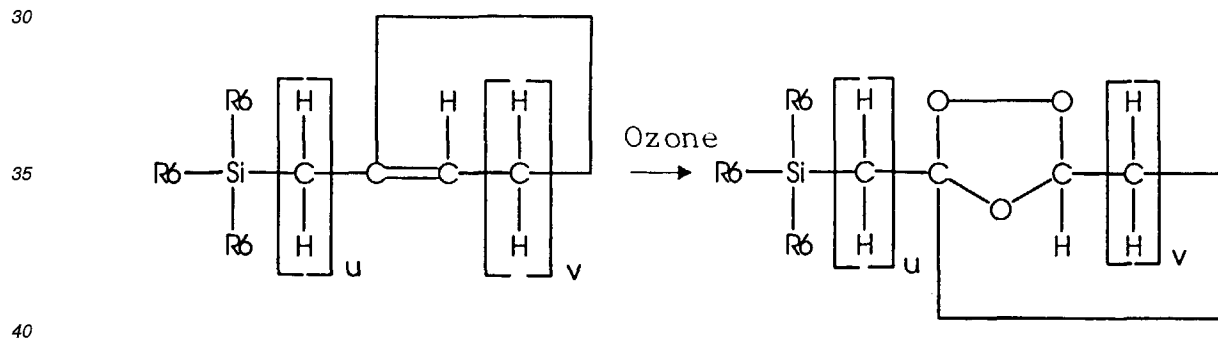 30
R6 H H H R6 H O O H
R6 Si C C C C Ozone R6 Si C C C C
35
R6 H H R6 H O H H
u v u v
40